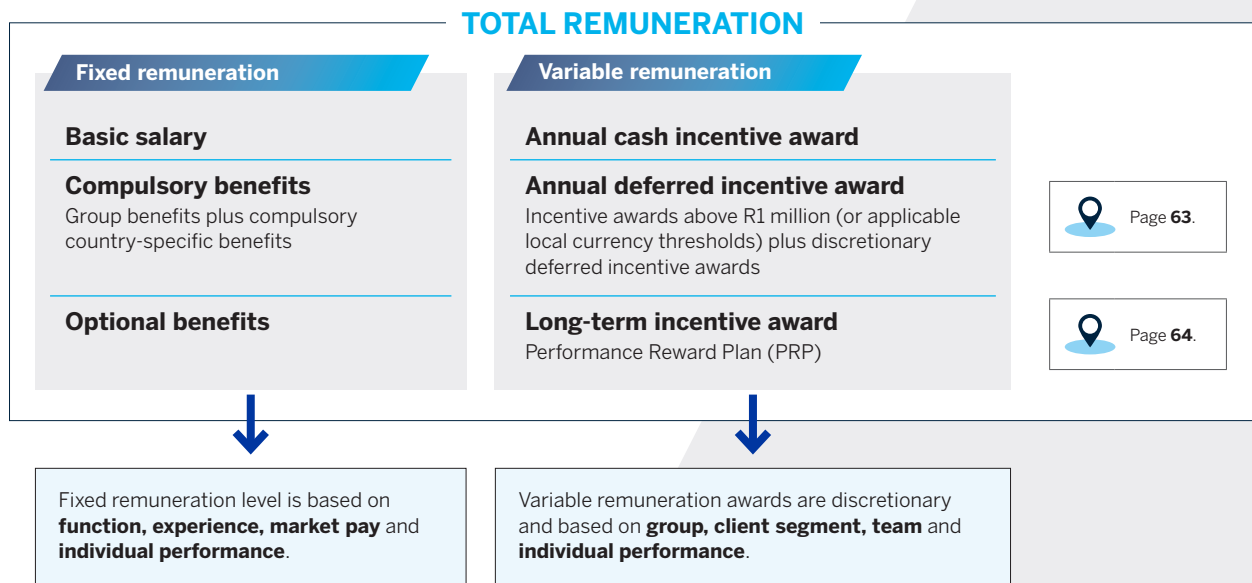 TOTAL REMUNERATION
Fixed remuneration
Basic salary
Compulsory benefits
Group benefits plus compulsory
country-specific benefits
Optional benefits
Variable remuneration
Annual cash incentive award
Annual deferred incentive award
Incentive awards above R1 million (or applicable
local currency thresholds) plus discretionary
deferred incentive awards
Page 63.
Long-term incentive award
Performance Reward Plan (PRP)
Page 64.
Fixed remuneration level is based on
function, experience, market pay and
individual performance.
Variable remuneration awards are discretionary
and based on group, client segment, team and
individual performance.